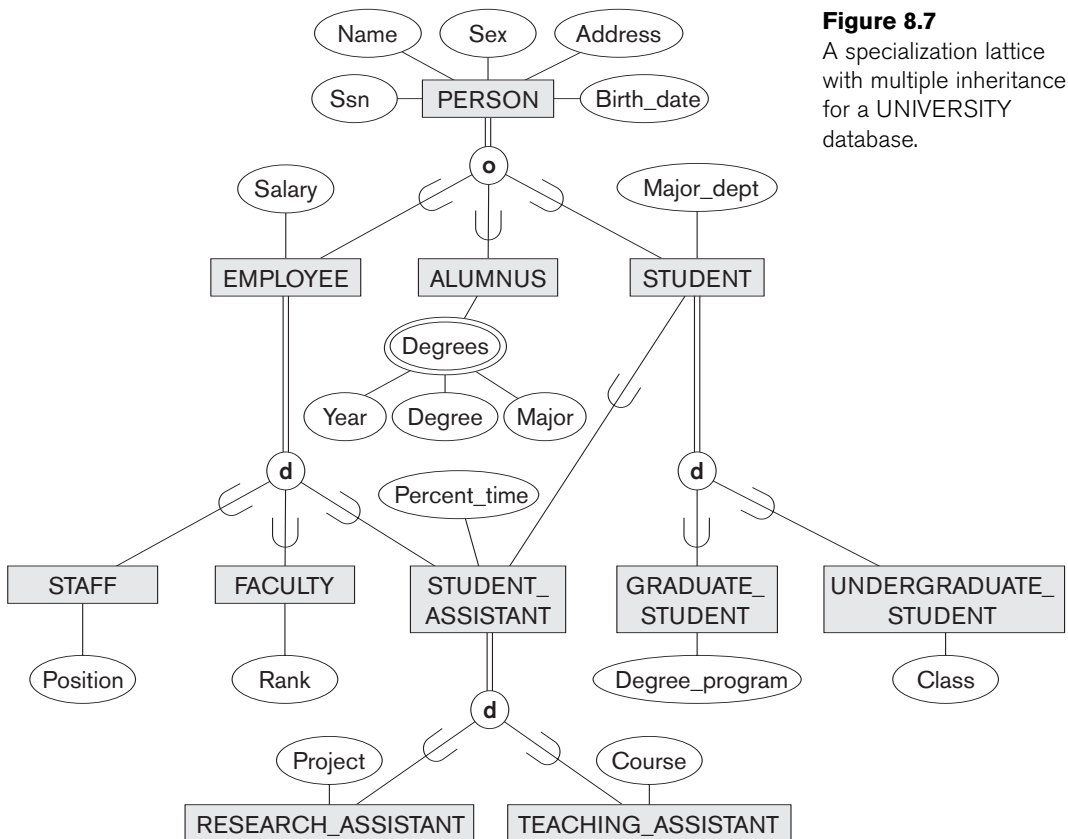 Figure 8.7
A specialization lattice
with multiple inheritance
for a UNIVERSITY
database.
Name
Sex
Address
Ssn
PERSON
Birth_date
o
Salary
Major_dept
EMPLOYEE
ALUMNUS
STUDENT
Degrees
Year
Degree
Major
d
d
Percent_time
STAFF
FACULTY
STUDENT_
ASSISTANT
GRADUATE_
STUDENT
UNDERGRADUATE_
STUDENT
Position
Rank
Degree_program
Class
d
Project
Course
RESEARCH_ASSISTANT
TEACHING_ASSISTANT